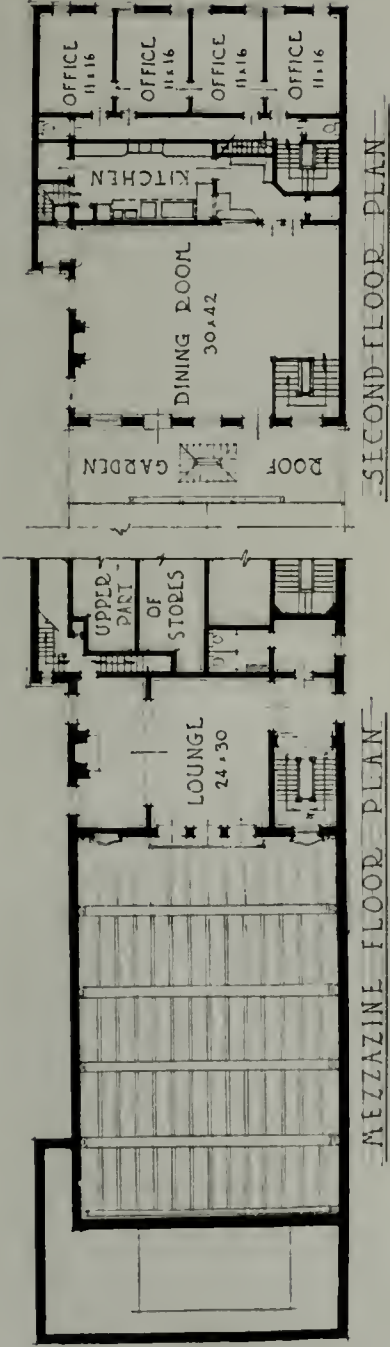 OFFICE
11x16
OFFICE
11x16
OFFICE
11x16
OFFICE
11x16
KITCHEN
DINING ROOM
30x42
ROOF
GARDEN
SECOND FLOOR PLAN
UPPER-
PART
OF
STORES
LOUNGE
24x30
MEZZAZINE FLOOR PLAN